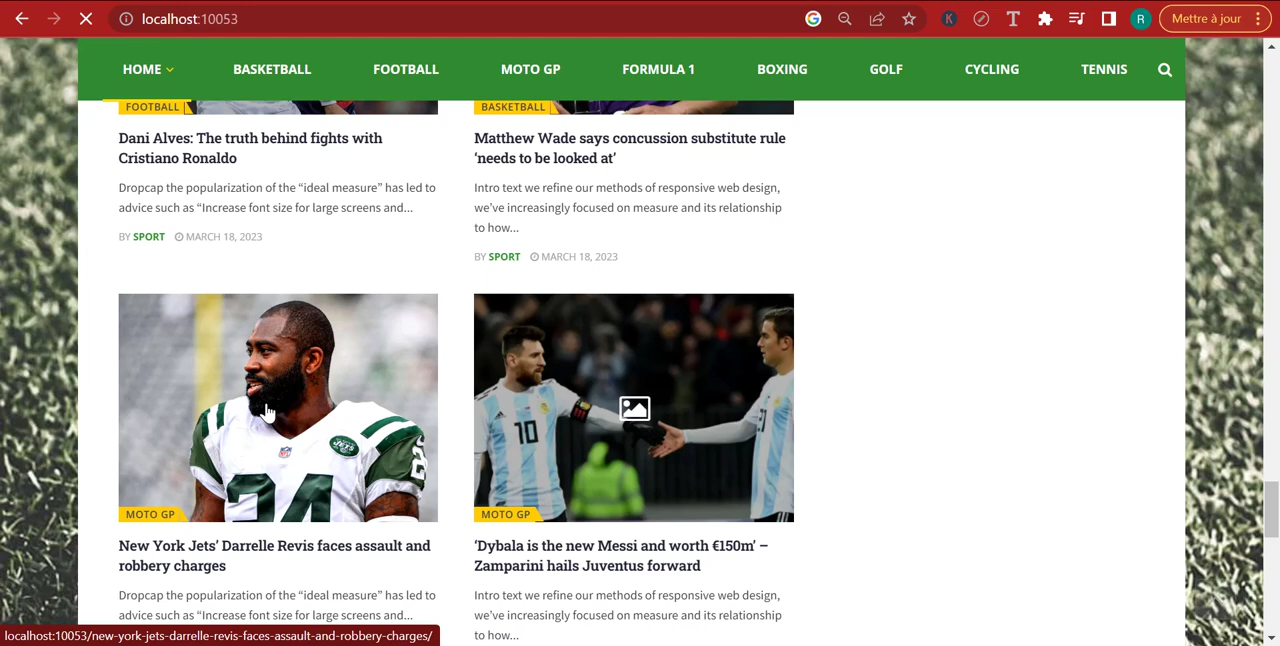 localhost:10053
K
T
R
Mettre à jour
HOME
BASKETBALL
FOOTBALL
MOTO GP
FORMULA 1
BOXING
GOLF
CYCLING
TENNIS
FOOTBALL
Dani Alves: The truth behind fights with
Cristiano Ronaldo
Dropcap the popularization of the “ideal measure” has led to
advice such as “Increase font size for large screens and...
BY SPORT MARCH 18, 2023
BASKETBALL
Matthew Wade says concussion substitute rule
‘needs to be looked at’
Intro text we refine our methods of responsive web design,
we’ve increasingly focused on measure and its relationship
to how...
BY SPORT MARCH 18, 2023
JETS
24
MOTO GP
New York Jets’ Darrelle Revis faces assault and
robbery charges
Dropcap the popularization of the “ideal measure” has led to
advice such as “Increase font size for large screens and...
10
MOTO GP
‘Dybala is the new Messi and worth €150m’ –
Zamparini hails Juventus forward
Intro text we refine our methods of responsive web design,
we’ve increasingly focused on measure and its relationship
to how...
localhost:10053/new-york-jets-darrelle-revis-faces-assault-and-robbery-charges/